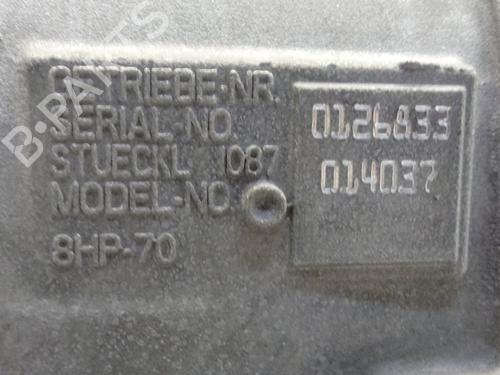 GETRIEBE-NR.
SERIAL-NO. 0126833
STUECKL 1087 014037
MODEL-NO.
8HP-70
B-PARTS